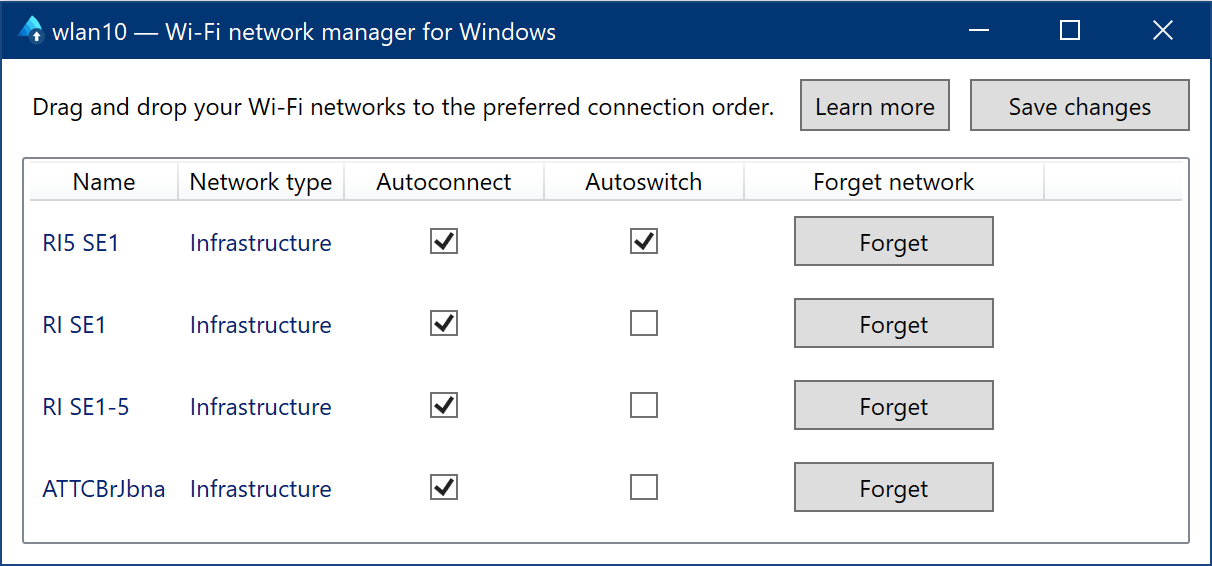 wlan10 — Wi-Fi network manager for Windows
Drag and drop your Wi-Fi networks to the preferred connection order. Learn more Save changes
Name Network type Autoconnect Autoswitch Forget network
RI5 SE1 Infrastructure Forget
RI SE1 Infrastructure Forget
RI SE1-5 Infrastructure Forget
ATTCBrJbna Infrastructure Forget